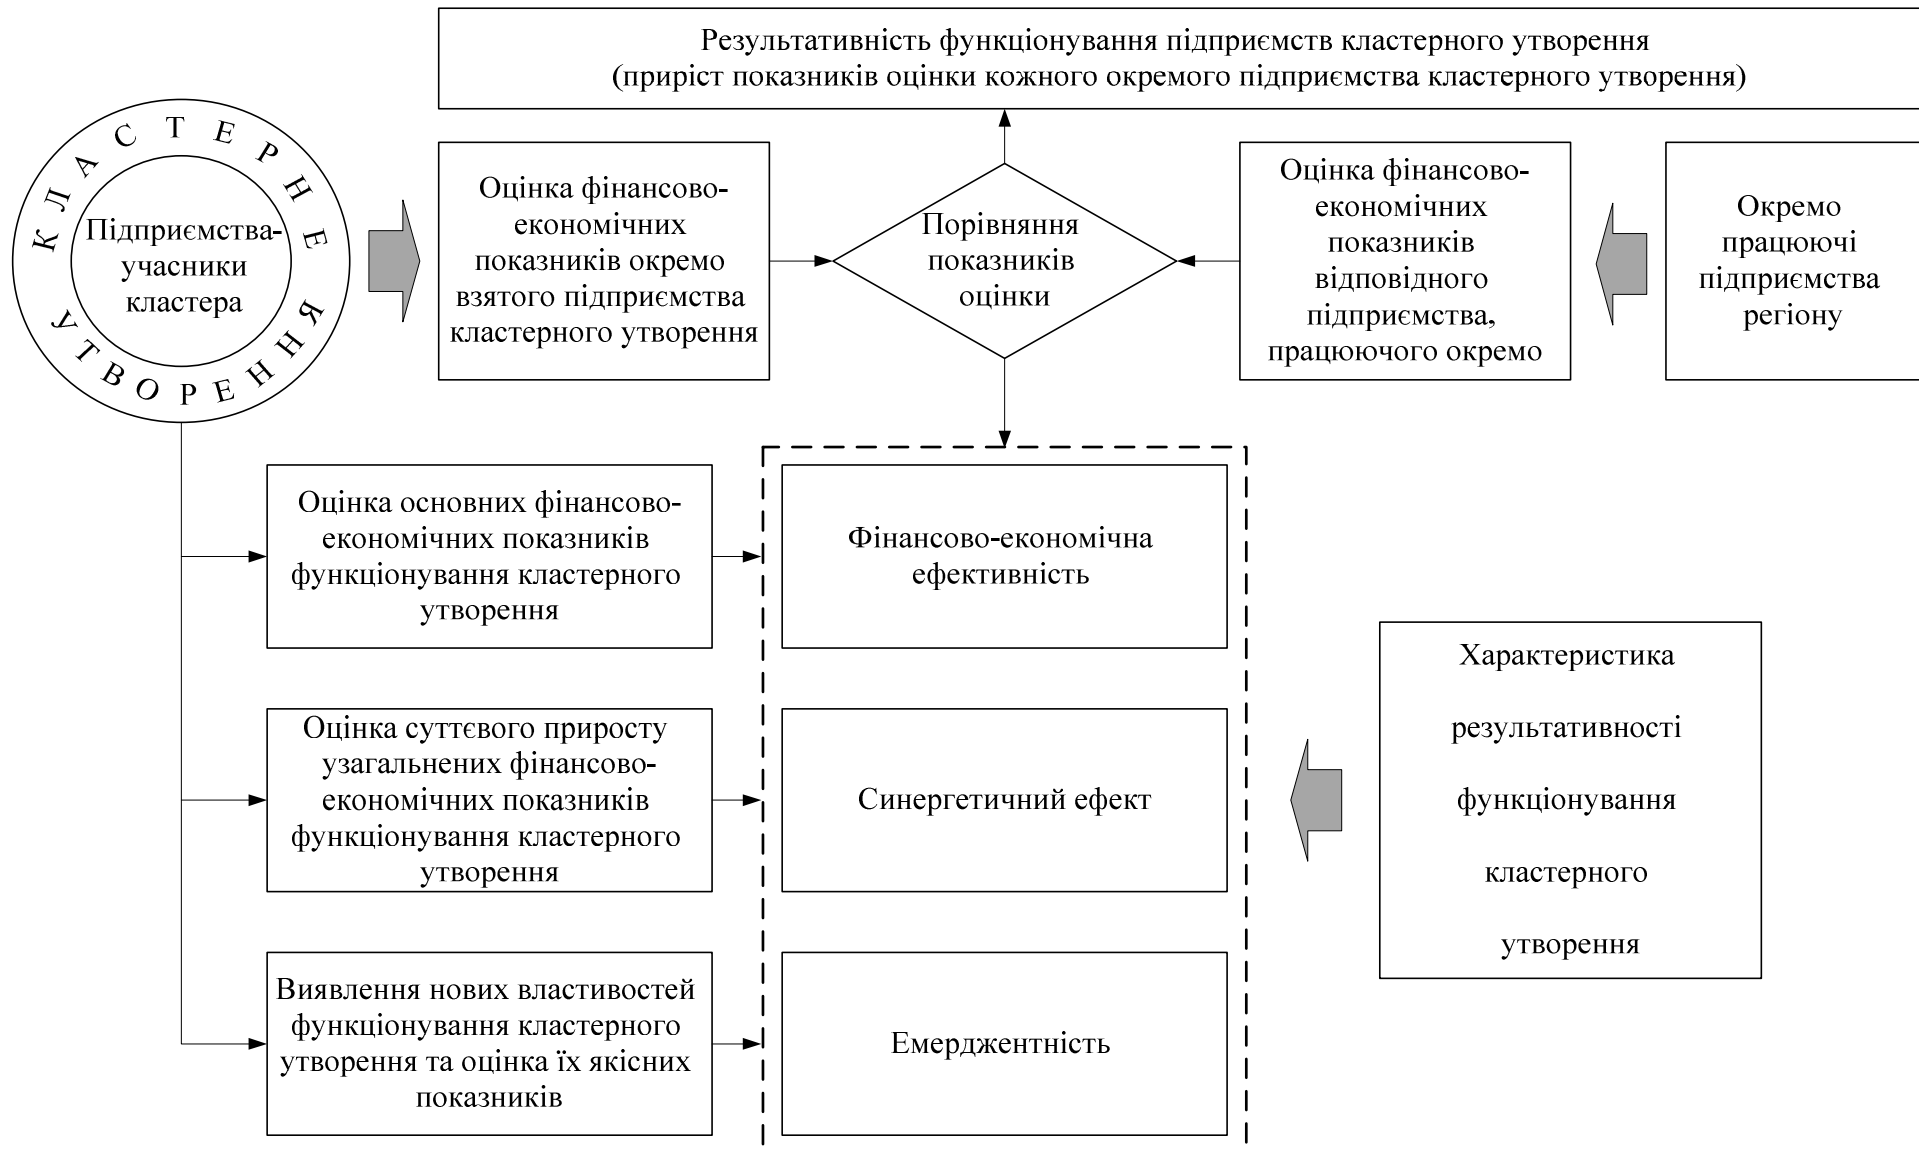 Результативність функціонування підприємств кластерного утворення
(приріст показників оцінки кожного окремого підприємства кластерного утворення)
КЛАСТЕРНЕ
УТВОРЕННЯ
Підприємства-
учасники
кластера
Оцінка фінансово-
економічних
показників окремо
взятого підприємства
кластерного утворення
Порівняння
показників
оцінки
Оцінка фінансово-
економічних
показників
відповідного
підприємства,
працюючого окремо
Окремо
працюючі
підприємства
регіону
Оцінка основних фінансово-
економічних показників
функціонування кластерного
утворення
Фінансово-економічна
ефективність
Оцінка суттєвого приросту
узагальнених фінансово-
економічних показників
функціонування кластерного
утворення
Синергетичний ефект
Виявлення нових властивостей
функціонування кластерного
утворення та оцінка їх якісних
показників
Емерджентність
Характеристика
результативності
функціонування
кластерного
утворення